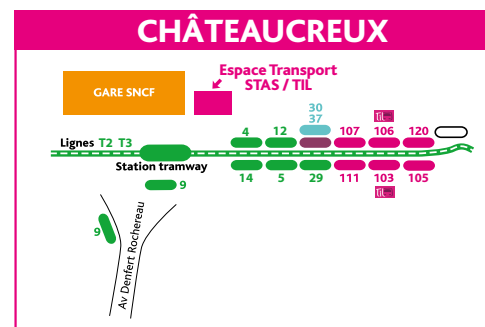 CHÂTEAUCREUX
Espace Transport
STAS / TIL
GARE SNCF
30
37
til
4 12 107 106 120
Lignes T2 T3
Station tramway
14 5 29 111 103 105
til
9
9
Av Denfert Rochereau